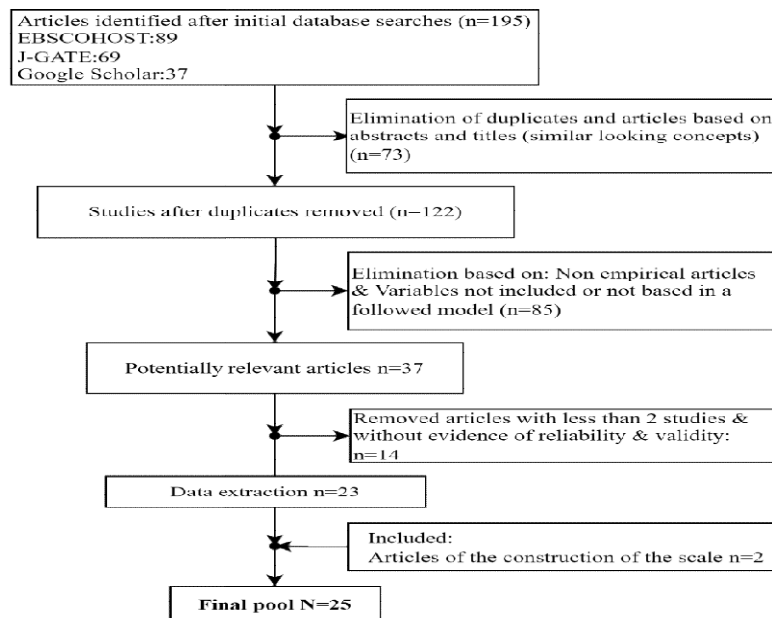 Articles identified after initial database searches (n=195)
EBSCOHOST:89
J-GATE:69
Google Scholar:37
Elimination of duplicates and articles based on
abstracts and titles (similar looking concepts)
(n=73)
Studies after duplicates removed (n=122)
Elimination based on: Non empirical articles
& Variables not included or not based in a
followed model (n=85)
Potentially relevant articles n=37
Removed articles with less than 2 studies &
without evidence of reliability & validity:
n=14
Data extraction n=23
Included:
Articles of the construction of the scale n=2
Final pool N=25